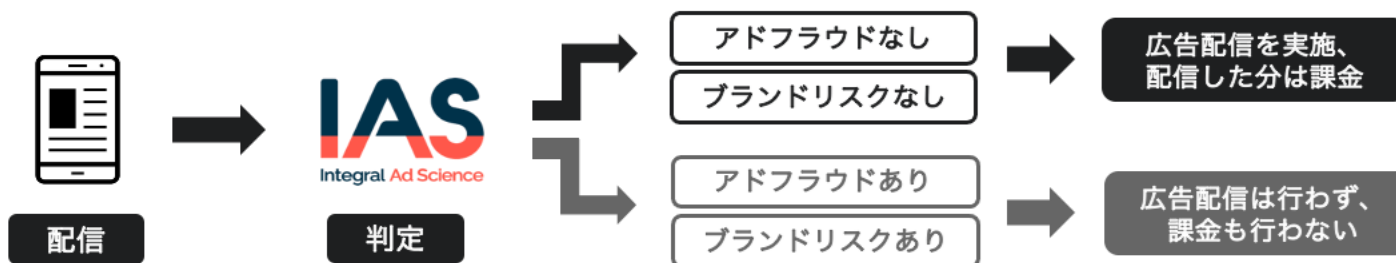 配信
IAS
Integral Ad Science
判定
アドフラウドなし
ブランドリスクなし
広告配信を実施、
配信した分は課金
アドフラウドあり
ブランドリスクあり
広告配信は行わず、
課金も行わない